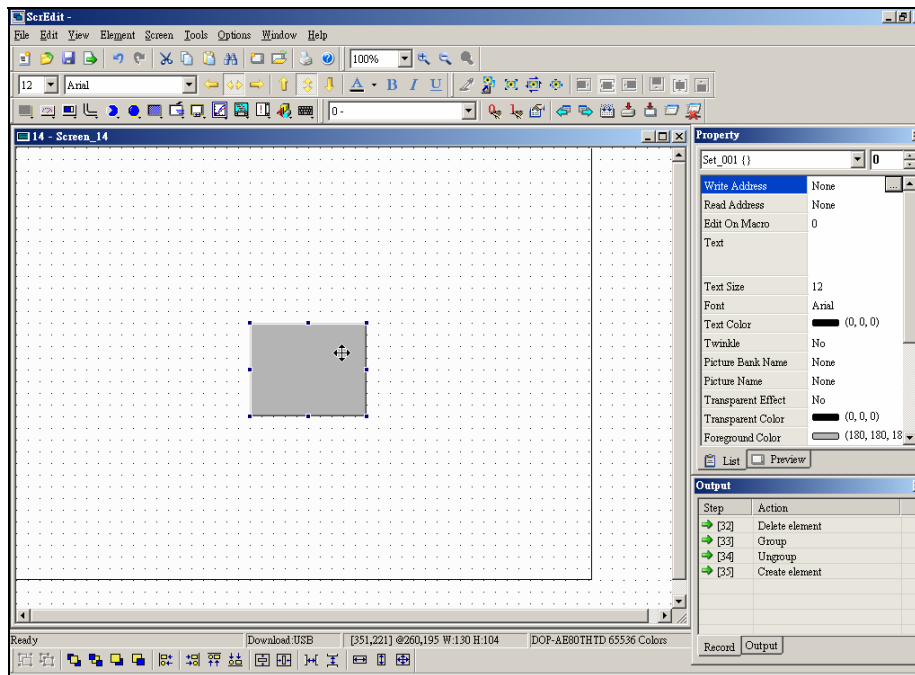 ScrEdit -
File Edit View Element Screen Tools Options Window Help
100%
12 Arial A B I U
0 -
14 - Screen_14
Property
Set_001 {} 0
Write Address None ...
Read Address None
Edit On Macro 0
Text
Text Size 12
Font Arial
Text Color (0, 0, 0)
Twinkle No
Picture Bank Name None
Picture Name None
Transparent Effect No
Transparent Color (0, 0, 0)
Foreground Color (180, 180, 18
List Preview
Output
Step Action
[32] Delete element
[33] Group
[34] Ungroup
[35] Create element
Record Output
Ready Download:USB [351,221] @260,195 W:130 H:104 DOP-AE80THTD 65536 Colors